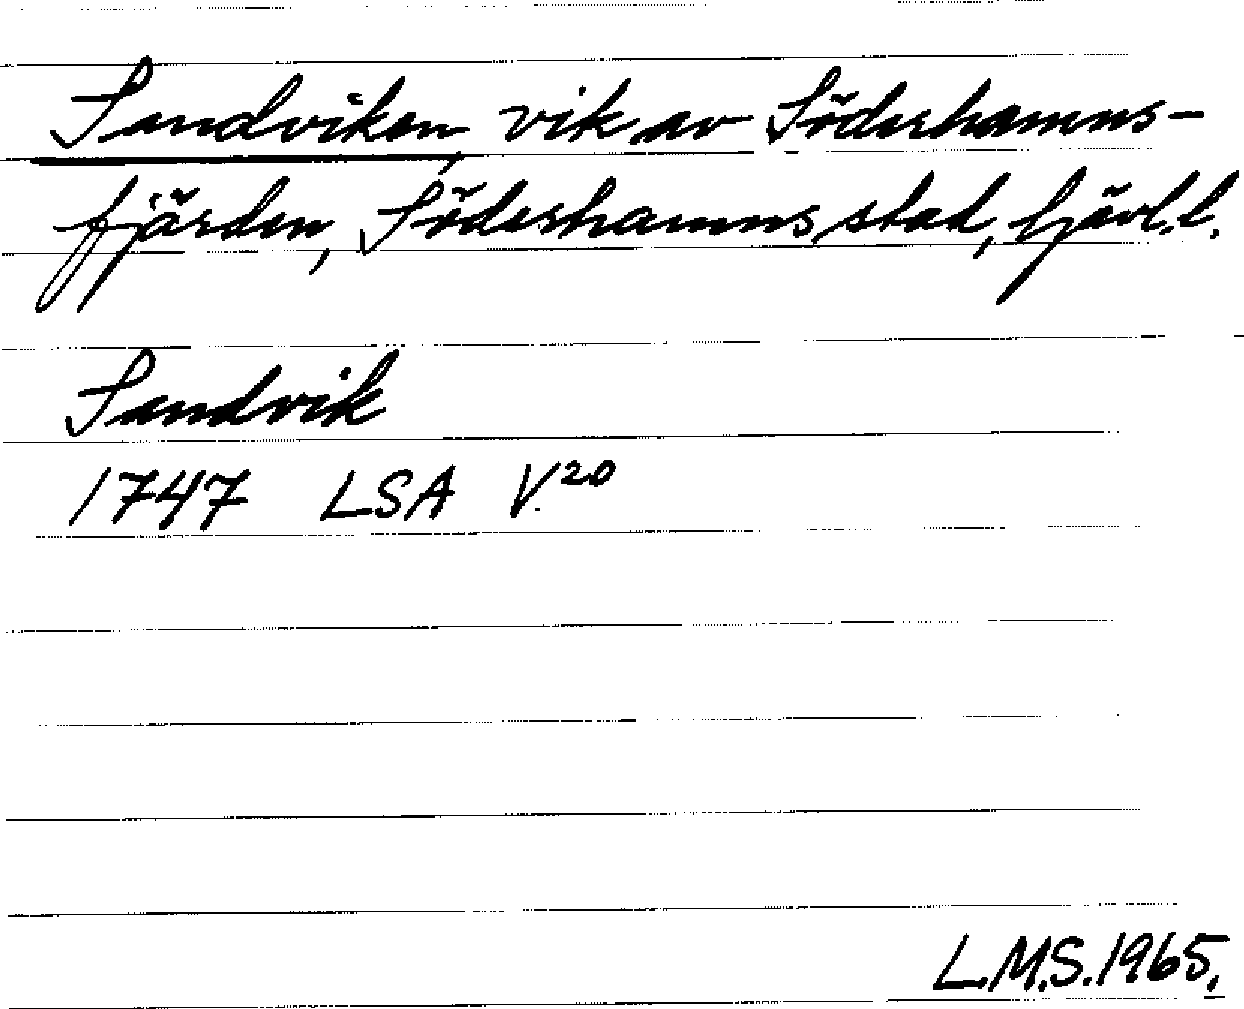 Sandviken, vik av Söderhamns-
fjärden, Söderhamns stad, Gävl.l.
Sandvik
1747 LSA V.20
L.M.S.1965.